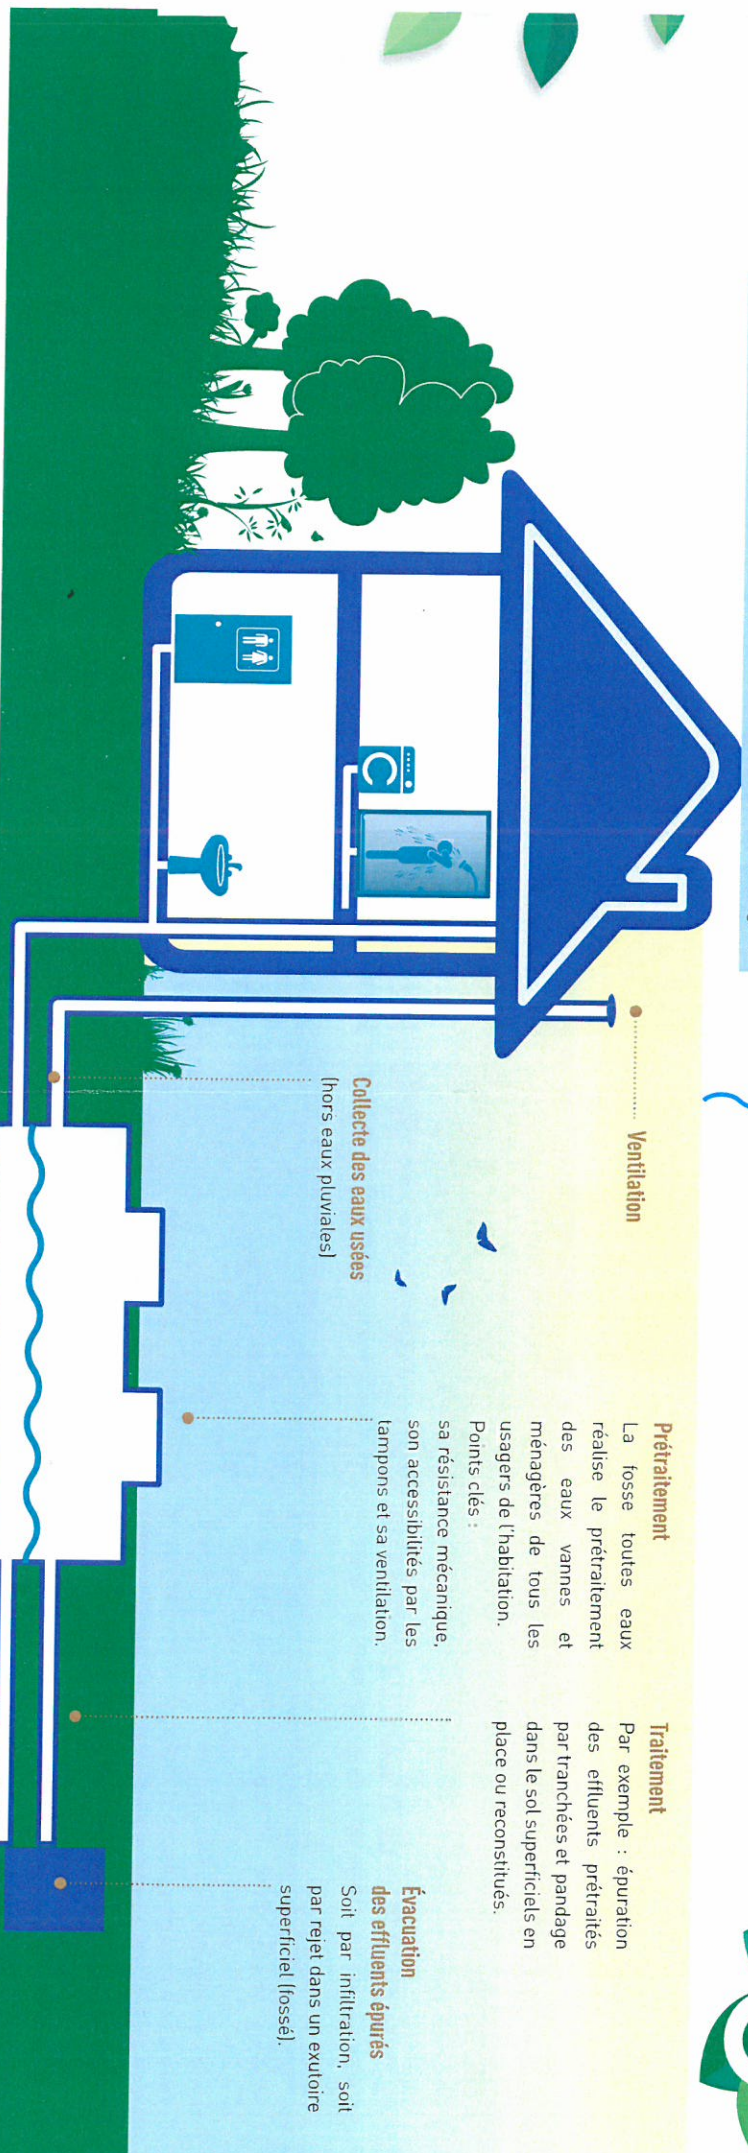 Ventilation
Collecte des eaux usées
(hors eaux pluviales)
Prétraitement
La fosse toutes eaux
réalise le prétraitement
des eaux vannes et
ménagères de tous les
usagers de l'habitation.
Points clés :
sa résistance mécanique,
son accessibilités par les
tampons et sa ventilation.
Traitement
Par exemple : épuration
des effluents prétraités
par tranchées et pandage
dans le sol superficiels en
place ou reconstitués.
Évacuation
des effluents épurés
Soit par infiltration, soit
par rejet dans un exutoire
superficiel (fossé).